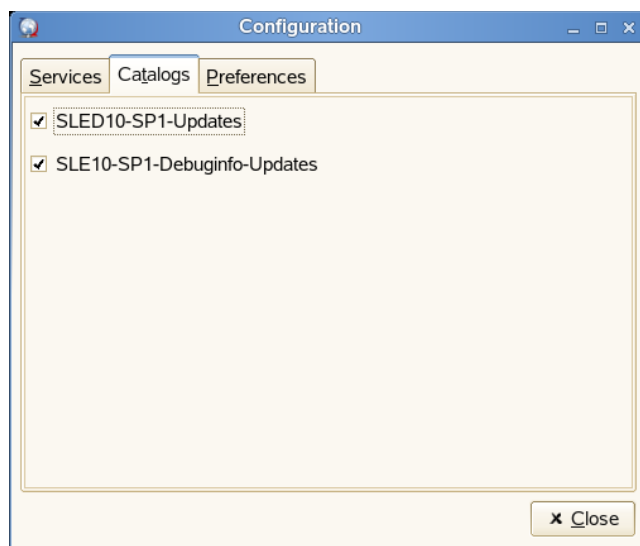 Configuration
Services Catalogs Preferences
SLED10-SP1-Updates
SLE10-SP1-Debuginfo-Updates
Close